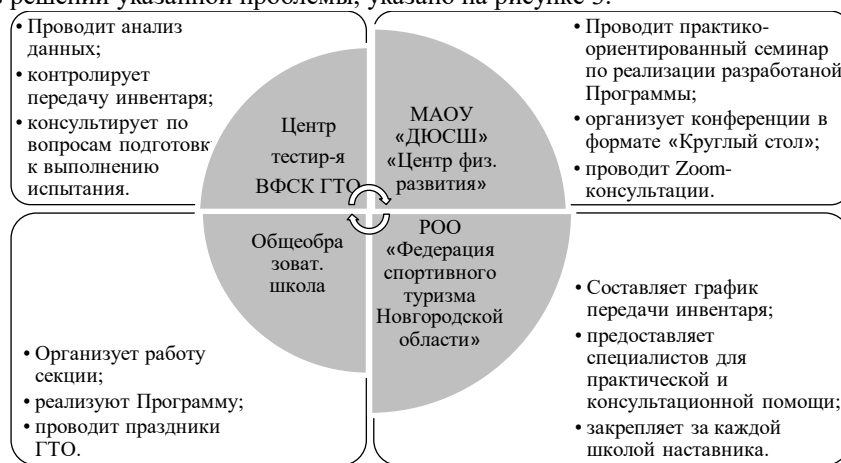 в решении указанной проблемы, указано на рисунке 3.
• Проводит анализ
данных;
• контролирует
передачу инвентаря;
• консультирует по
вопросам подготовк
к выполнению
испытания.
Центр
тестир-я
ВФСК ГТО
МАОУ
«ДЮСШ»
«Центр физ.
развития»
• Проводит практико-
ориентированный семинар
по реализации разработаной
Программы;
• организует конференции в
формате «Круглый стол»;
• проводит Zoom-
консультации.
• Организует работу
секции;
• реализуют Программу;
• проводит праздники
ГТО.
Общеобра
зоват.
школа
РОО
«Федерация
спортивного
туризма
Новгородской
области»
• Составляет график
передачи инвентаря;
• предоставляет
специалистов для
практической и
консультационной помощи;
• закрепляет за каждой
школой наставника.